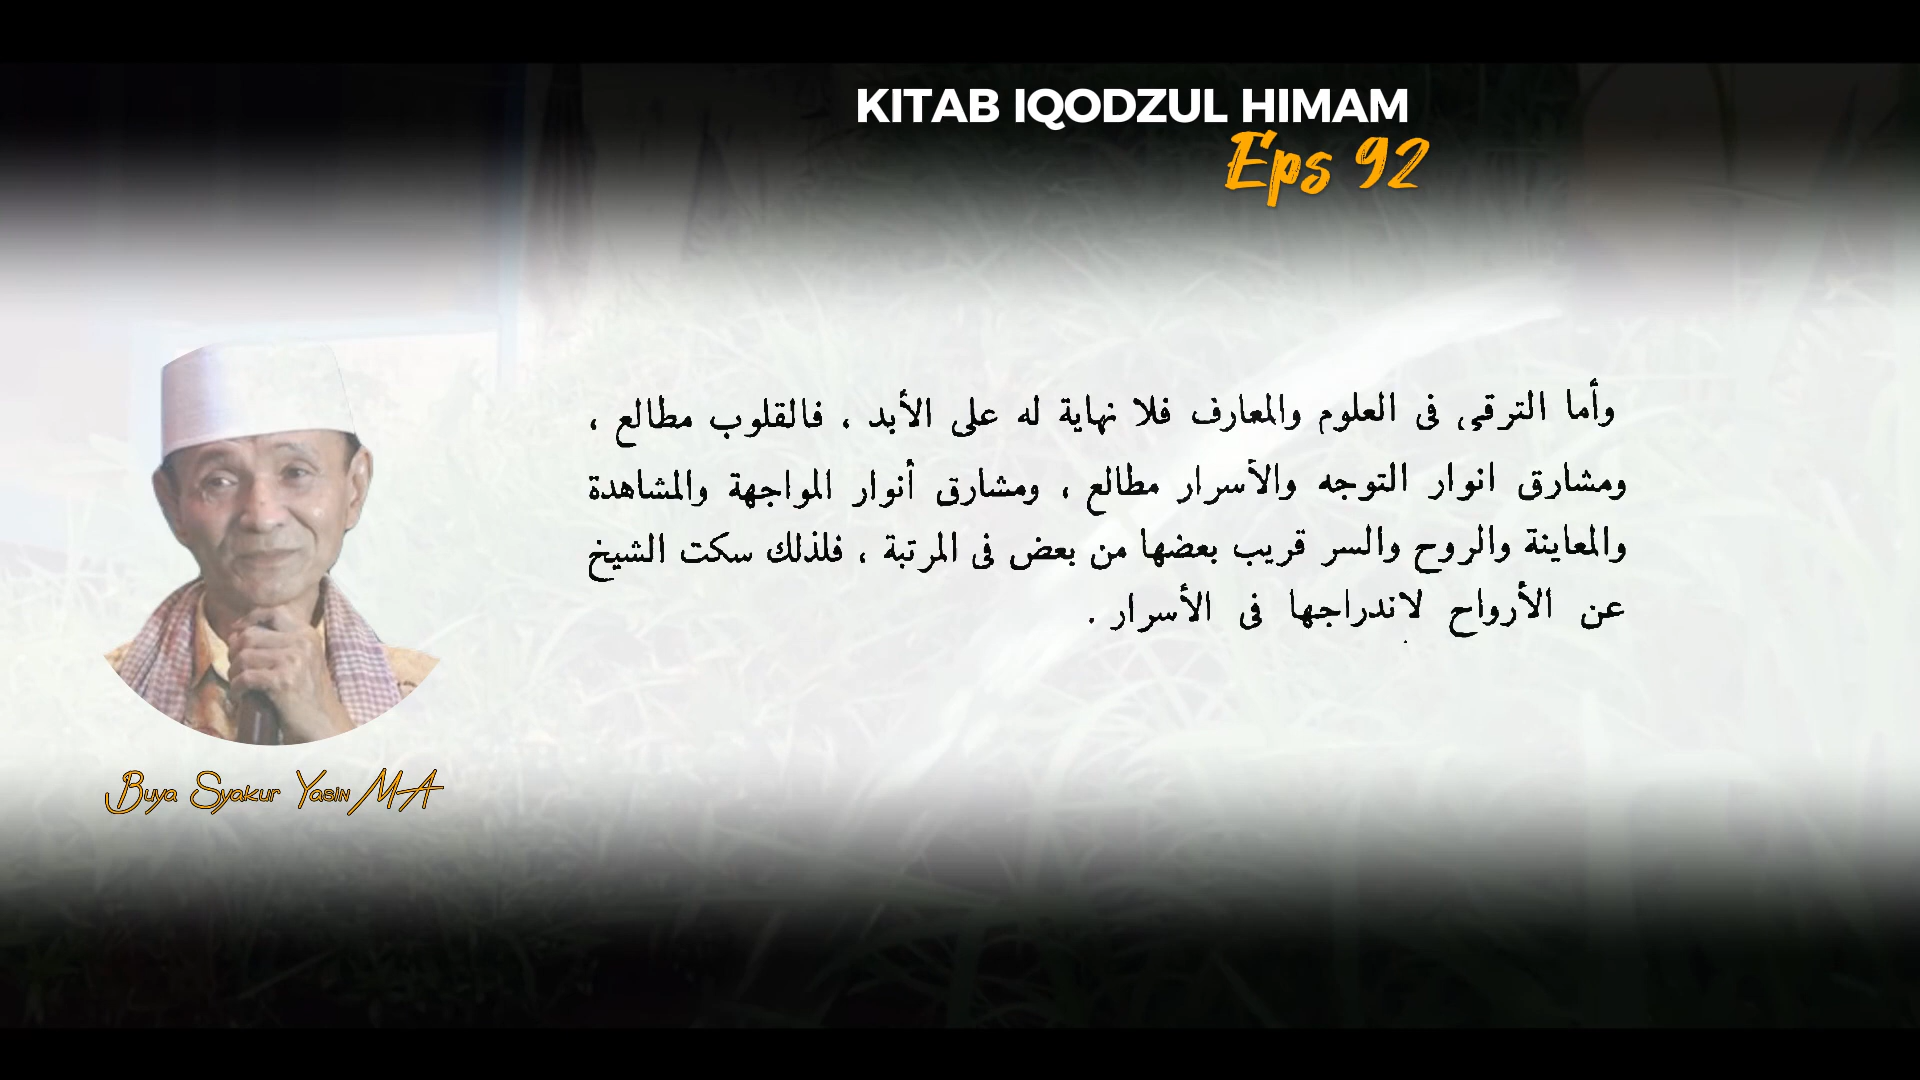 KITAB IQODZUL HIMAM
Eps 92
وأما الترقى فى العلوم والمعارف فلا نهاية له على الأبد ، فالقلوب مطالع ،
ومشارق انوار التوجه والأسرار مطالع ، ومشارق أنوار المواجهة والمشاهدة
والمعاينة والروح والسر قريب بعضها من بعض فى المرتبة ، فلذلك سكت الشيخ
عن الأرواح لاندراجها فى الأسرار .
Buya Syakur Yasin MA